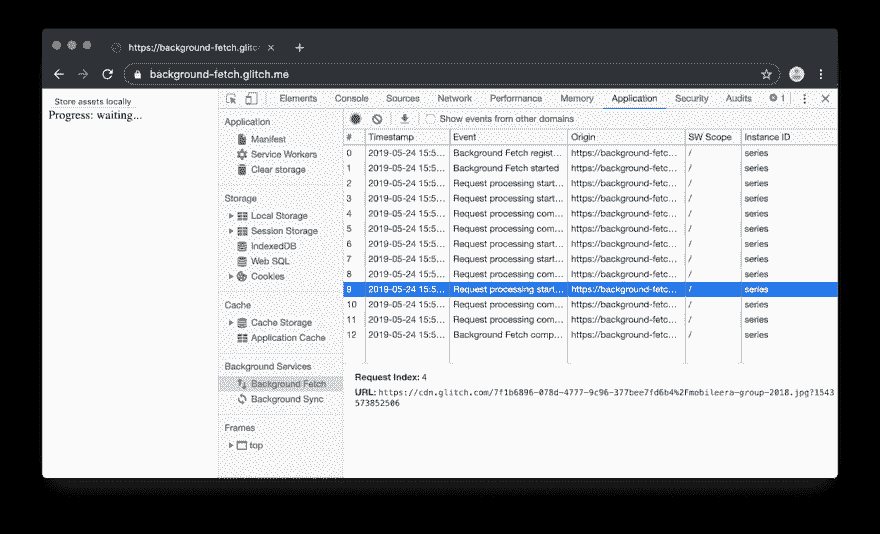 https://background-fetch.glitc
background-fetch.glitch.me
Store assets locally
Progress: waiting...
Elements Console Sources Network Performance Memory Application Security Audits 1
Show events from other domains
Application
Manifest
Service Workers
Clear storage
Storage
Local Storage
Session Storage
IndexedDB
Web SQL
Cookies
Cache
Cache Storage
Application Cache
Background Services
Background Fetch
Background Sync
Frames
top
# Timestamp Event Origin SW Scope Instance ID
0 2019-05-24 15:5... Background Fetch regist... https://background-fetc... / series
1 2019-05-24 15:5... Background Fetch started https://background-fetc... / series
2 2019-05-24 15:5... Request processing start... https://background-fetc... / series
3 2019-05-24 15:5... Request processing start... https://background-fetc... / series
4 2019-05-24 15:5... Request processing com... https://background-fetc... / series
5 2019-05-24 15:5... Request processing com... https://background-fetc... / series
6 2019-05-24 15:5... Request processing start... https://background-fetc... / series
7 2019-05-24 15:5... Request processing start... https://background-fetc... / series
8 2019-05-24 15:5... Request processing com... https://background-fetc... / series
9 2019-05-24 15:5... Request processing start... https://background-fetc... / series
10 2019-05-24 15:5... Request processing com... https://background-fetc... / series
11 2019-05-24 15:5... Request processing com... https://background-fetc... / series
12 2019-05-24 15:5... Background Fetch comp... https://background-fetc... / series
Request Index: 4
URL: https://cdn.glitch.com/7f1b6896-078d-4777-9c96-377bee7fd6b4%2Fmobileera-group-2018.jpg?1543
573852506